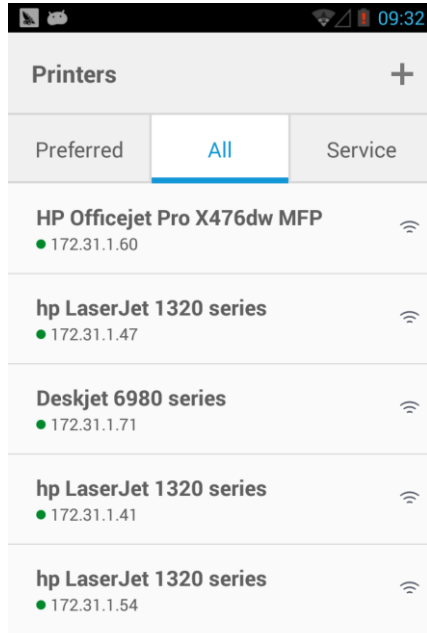 09:32
Printers
Preferred All Service
HP Officejet Pro X476dw MFP
172.31.1.60
hp LaserJet 1320 series
172.31.1.47
Deskjet 6980 series
172.31.1.71
hp LaserJet 1320 series
172.31.1.41
hp LaserJet 1320 series
172.31.1.54